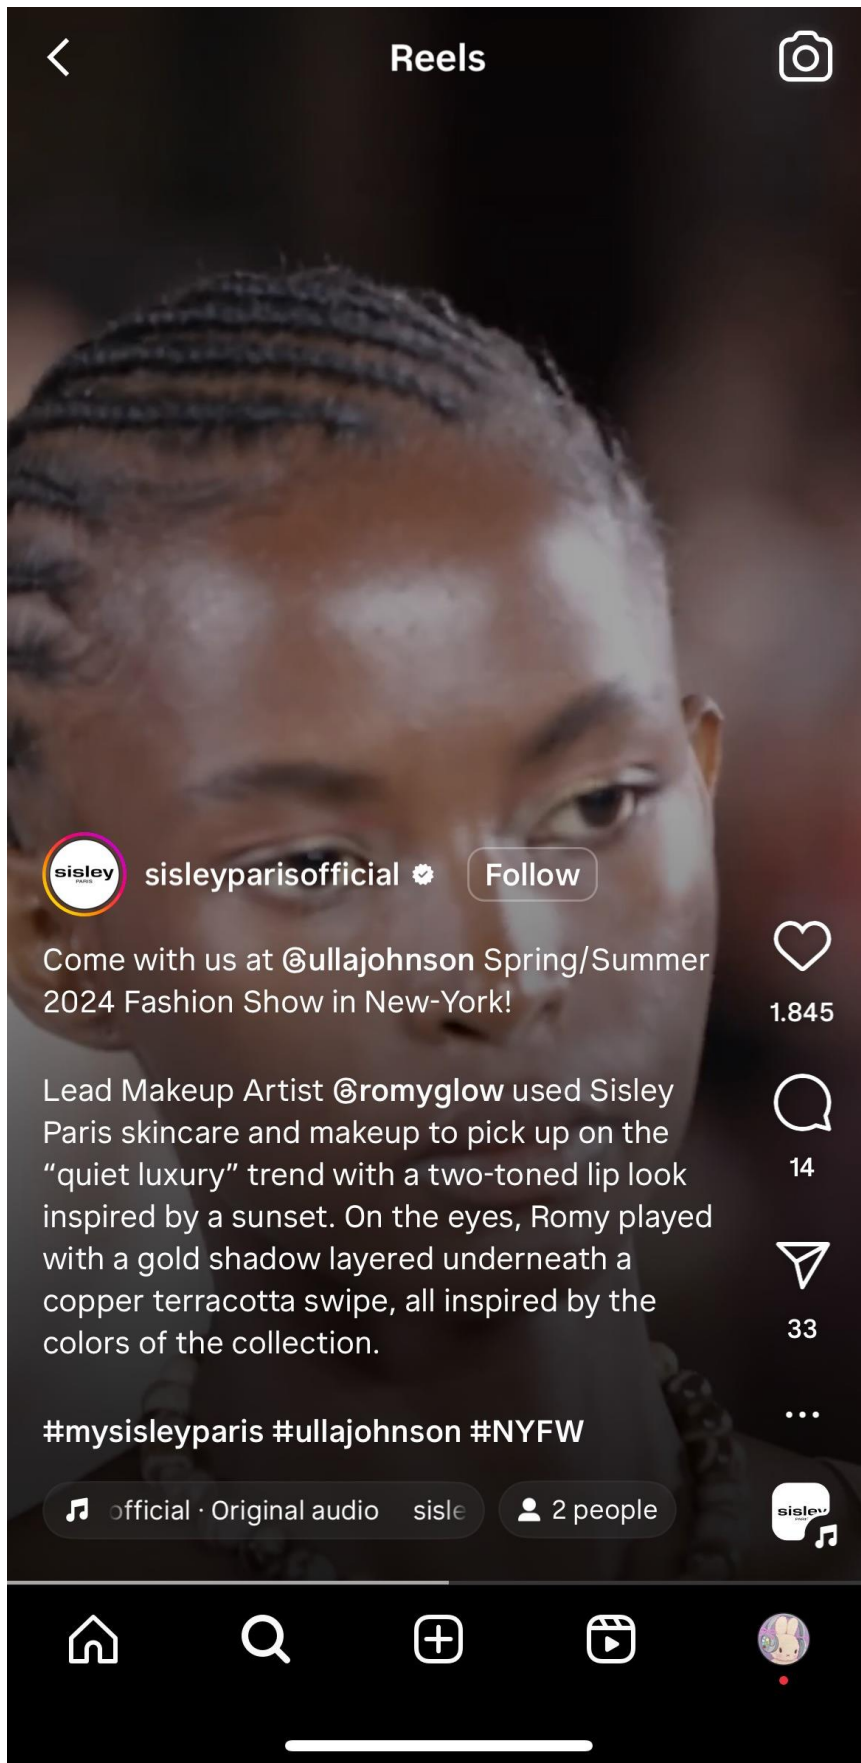 Reels
sisley
PARIS
sisleyparisofficial
Follow
Come with us at @ullajohnson Spring/Summer
2024 Fashion Show in New-York!
Lead Makeup Artist @romyglow used Sisley
Paris skincare and makeup to pick up on the
“quiet luxury” trend with a two-toned lip look
inspired by a sunset. On the eyes, Romy played
with a gold shadow layered underneath a
copper terracotta swipe, all inspired by the
colors of the collection.
#mysisleyparis #ullajohnson #NYFW
official · Original audio sisle
2 people
1.845
14
33
sisley